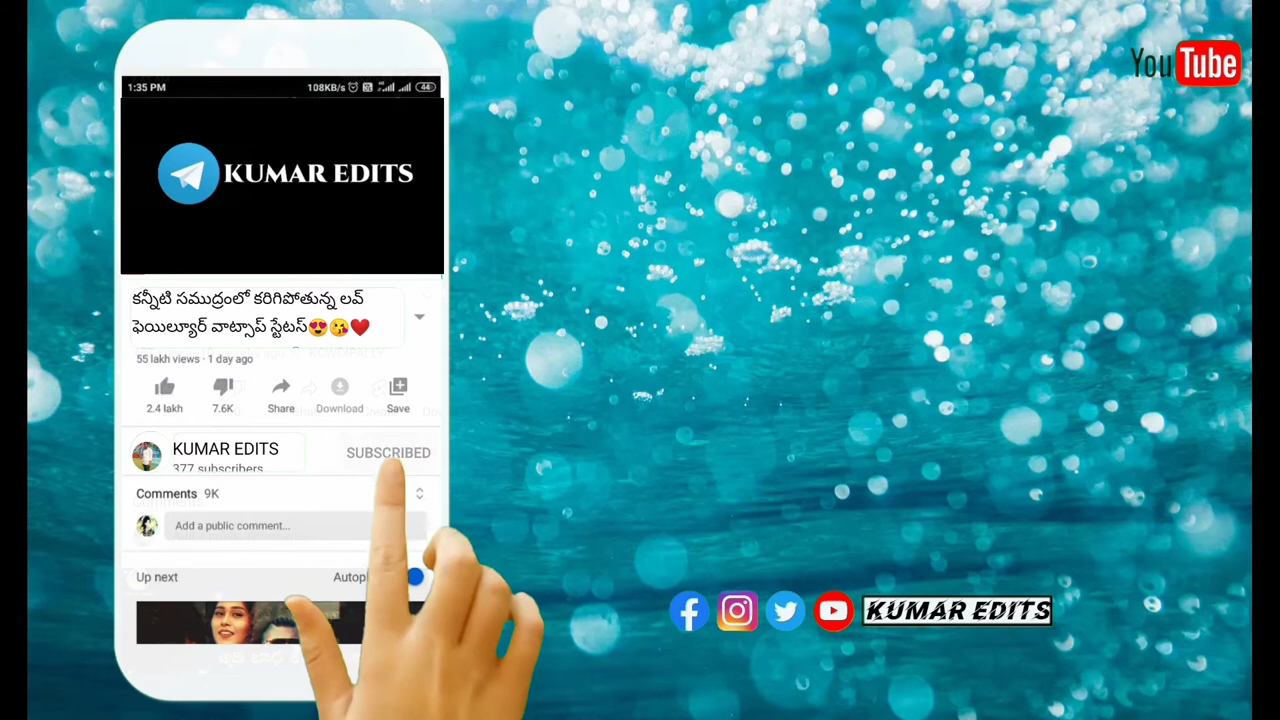 YouTube
1:35 PM
108KB/s
44
KUMAR EDITS
కన్నీటి సముద్రంలో కరిగిపోతున్న లవ్
ఫెయిల్యూర్ వాట్సాప్ స్టేటస్😍😘❤️
55 lakh views · 1 day ago
2.4 lakh
7.6K
Share
Download
Save
KUMAR EDITS
SUBSCRIBED
377 subscribers
Comments 9K
Add a public comment...
Up next
KUMAR EDITS